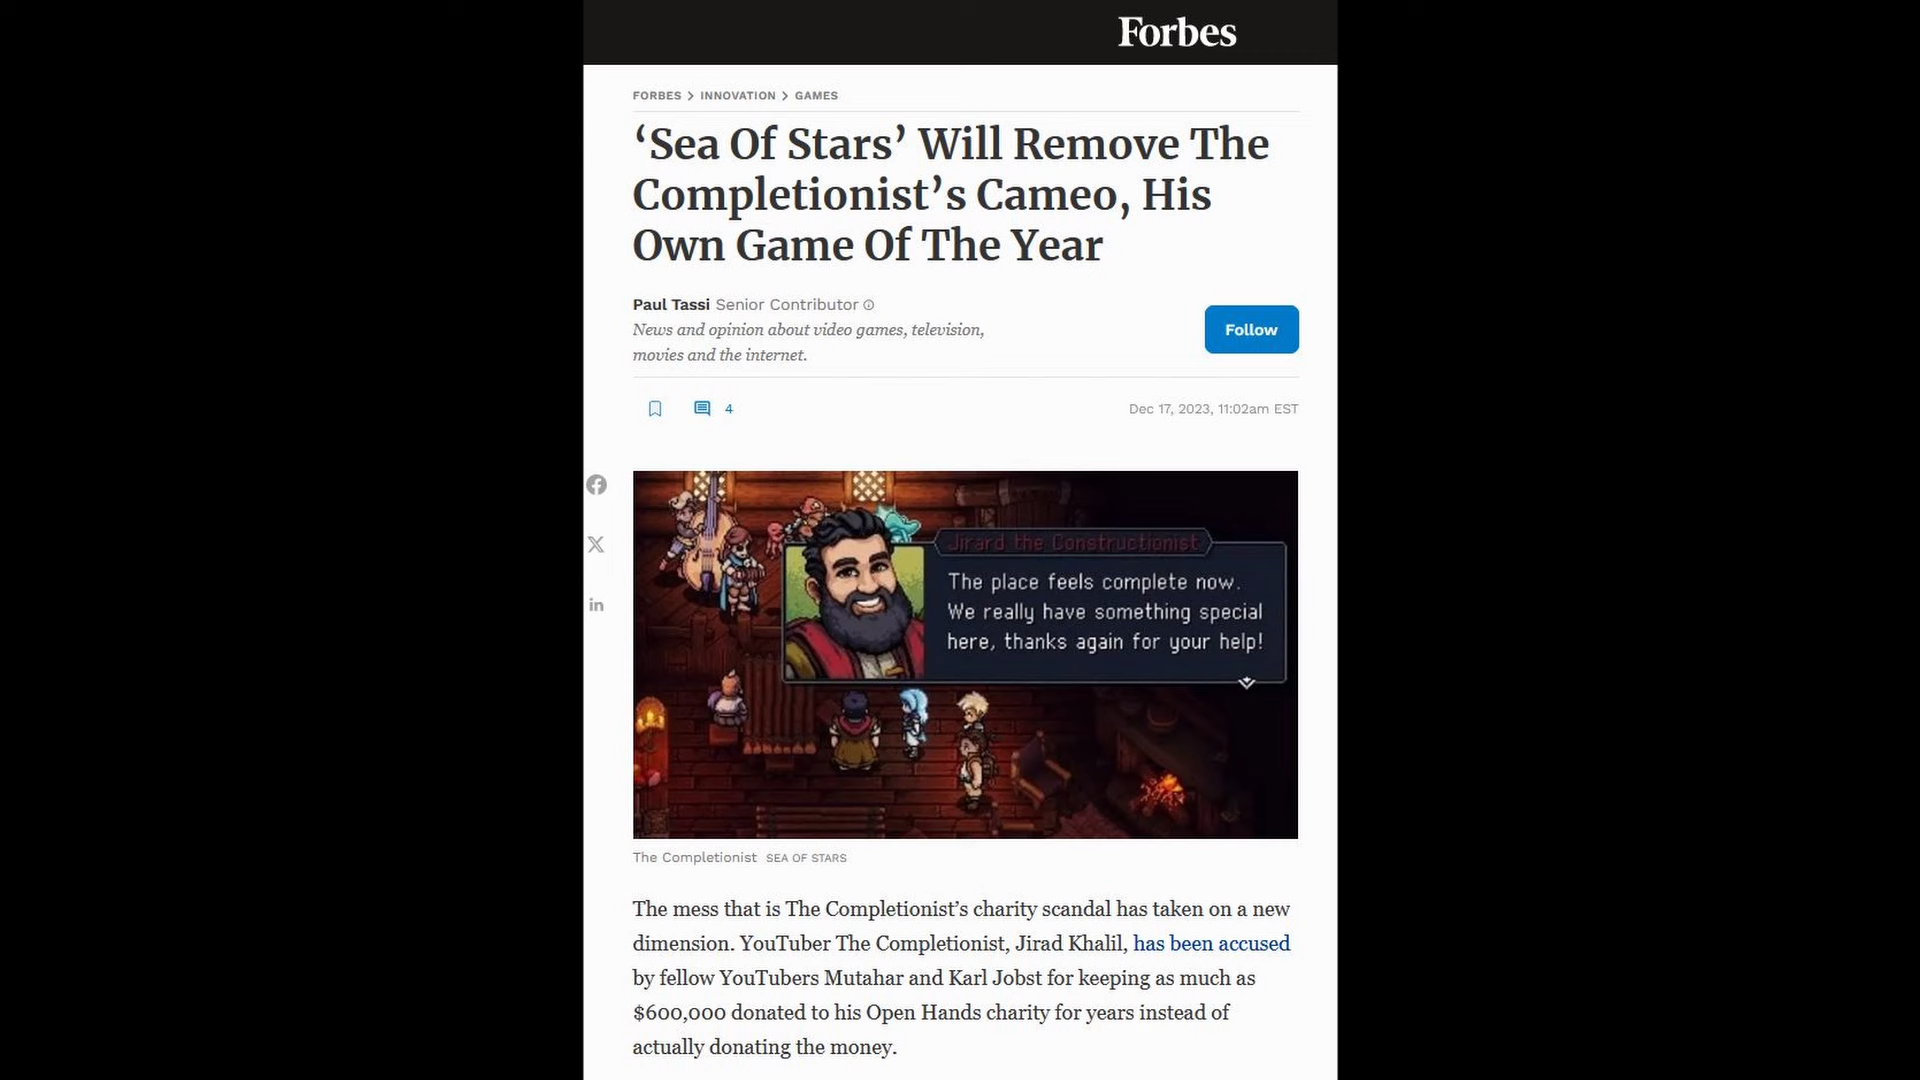 Forbes
FORBES > INNOVATION > GAMES
‘Sea Of Stars’ Will Remove The
Completionist’s Cameo, His
Own Game Of The Year
Paul Tassi Senior Contributor
News and opinion about video games, television,
movies and the internet.
Follow
4
Dec 17, 2023, 11:02am EST
Jirard the Constructionist
The place feels complete now.
We really have something special
here, thanks again for your help!
The Completionist SEA OF STARS
The mess that is The Completionist’s charity scandal has taken on a new
dimension. YouTuber The Completionist, Jirad Khalil, has been accused
by fellow YouTubers Mutahar and Karl Jobst for keeping as much as
$600,000 donated to his Open Hands charity for years instead of
actually donating the money.